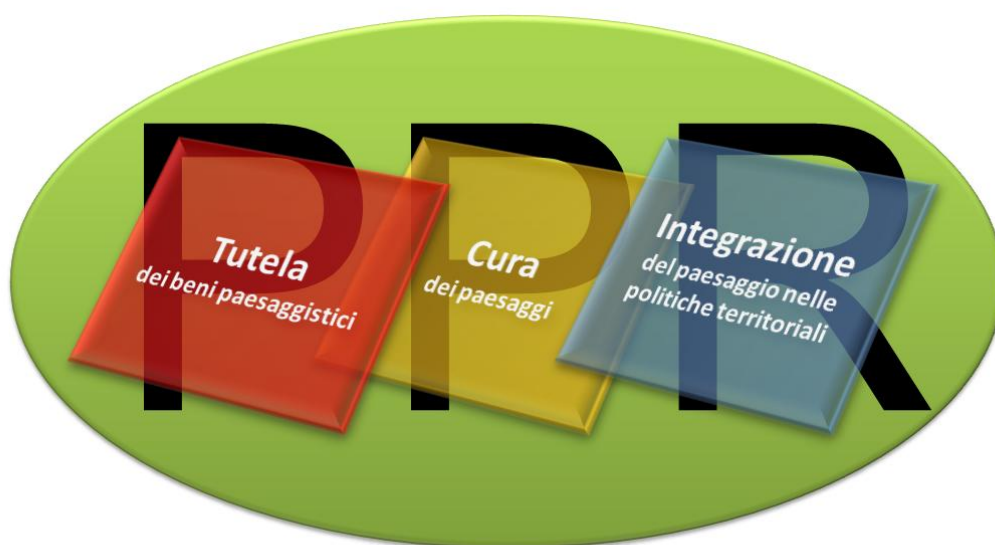 PPR
Tutela
dei beni paesaggistici
Cura
dei paesaggi
Integrazione
del paesaggio nelle
politiche territoriali